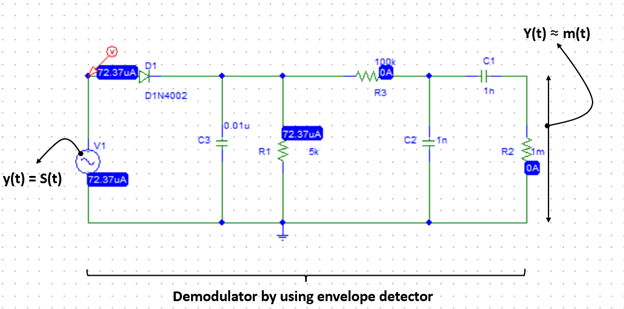 Y(t) ≈ m(t)
V
72.37uA
D1
D1N4002
100k
0A
R3
C1
1n
0.01u
C3
72.37uA
R1
5k
C2
1n
R2
1m
0A
V1
72.37uA
y(t) = S(t)
Demodulator by using envelope detector